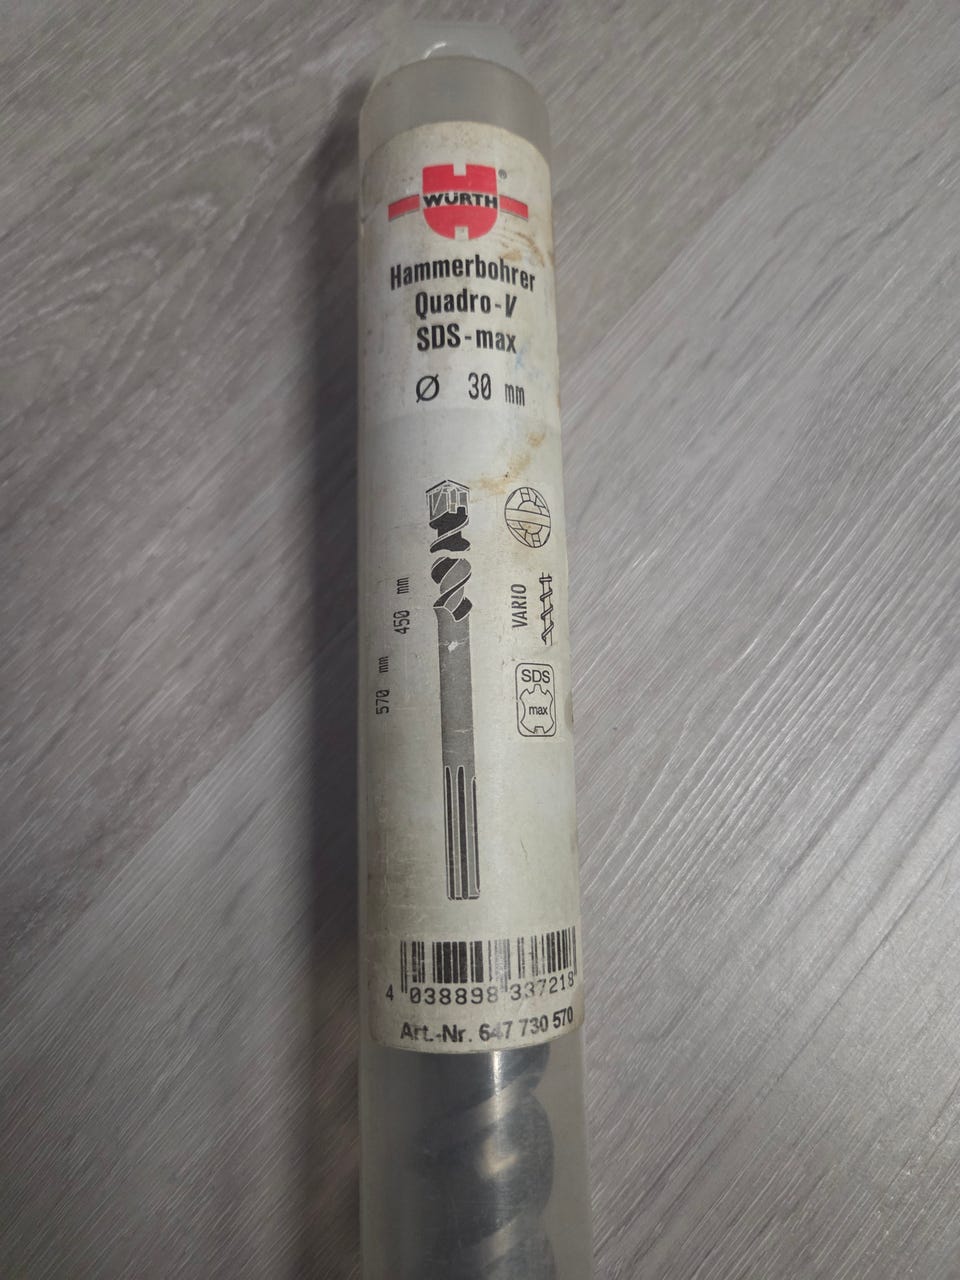 WÜRTH®
Hammerbohrer
Quadro-V
SDS-max
Ø 30 mm
450 mm
570 mm
VARIO
SDS
max
4 038898 337218
Art.-Nr. 647 730 570